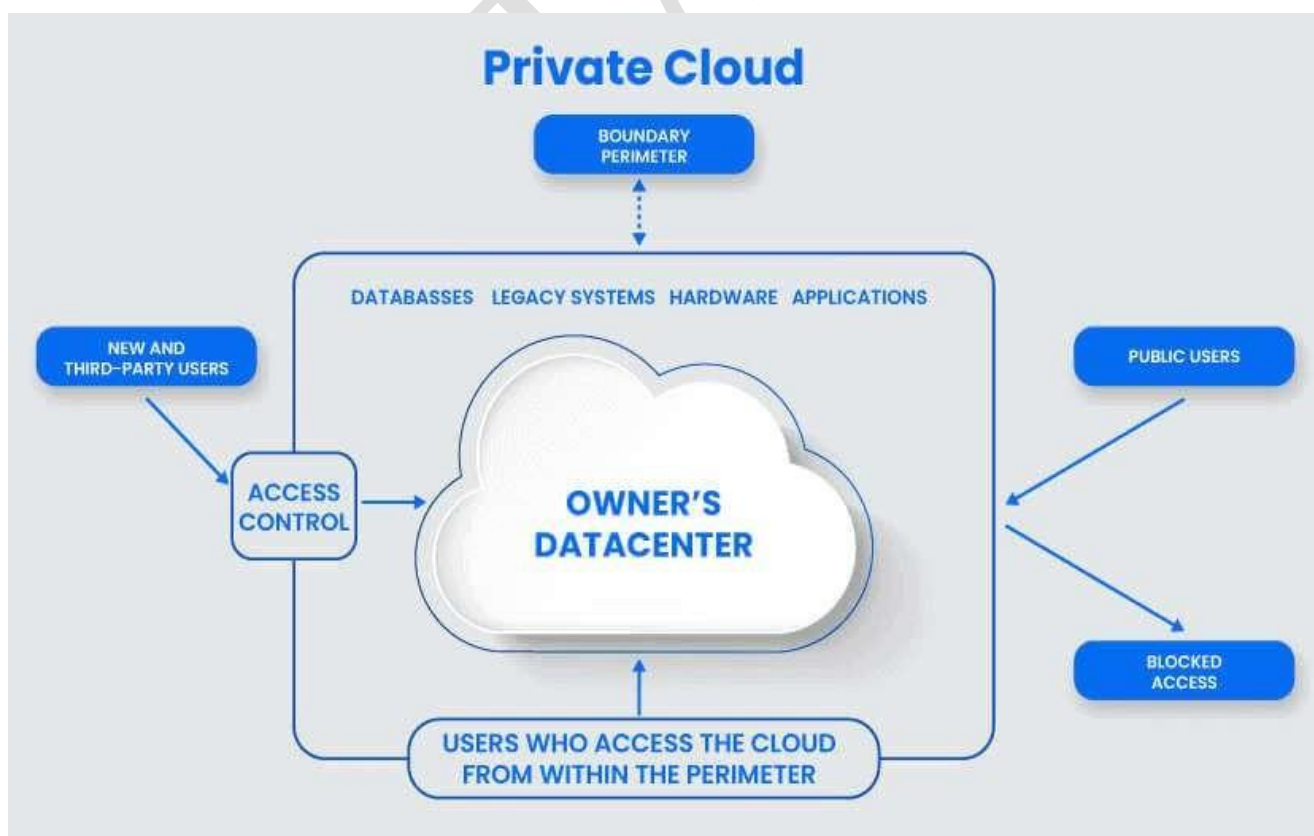 Private Cloud
BOUNDARY
PERIMETER
DATABASSES LEGACY SYSTEMS HARDWARE APPLICATIONS
NEW AND
THIRD-PARTY USERS
PUBLIC USERS
ACCESS
CONTROL
OWNER'S
DATACENTER
BLOCKED
ACCESS
USERS WHO ACCESS THE CLOUD
FROM WITHIN THE PERIMETER